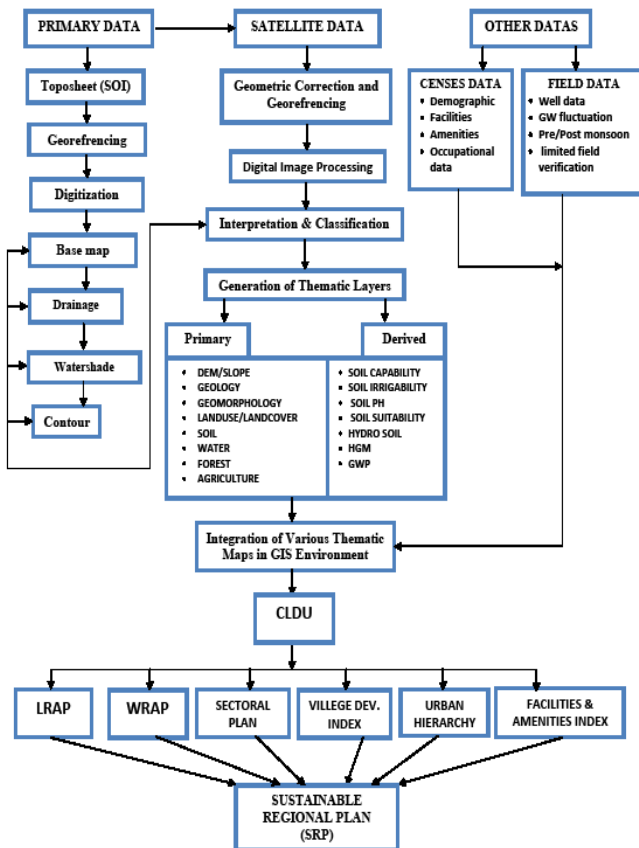 PRIMARY DATA
SATELLITE DATA
OTHER DATAS
Toposheet (SOI)
Georefrencing
Digitization
Base map
Drainage
Watershade
Contour
Geometric Correction and
Georefrencing
Digital Image Processing
Interpretation & Classification
Generation of Thematic Layers
CENSES DATA
Demographic
Facilities
Amenities
Occupational
data
FIELD DATA
Well data
GW fluctuation
Pre/Post monsoon
limited field
verification
Primary
DEM/SLOPE
GEOLOGY
GEOMORPHOLOGY
LANDUSE/LANDCOVER
SOIL
WATER
FOREST
AGRICULTURE
Derived
SOIL CAPABILITY
SOIL IRRIGABILITY
SOIL PH
SOIL SUITABILITY
HYDRO SOIL
HGM
GWP
Integration of Various Thematic
Maps in GIS Environment
CLDU
LRAP
WRAP
SECTORAL
PLAN
VILLEGE DEV.
INDEX
URBAN
HIERARCHY
FACILITIES &
AMENITIES INDEX
SUSTAINABLE
REGIONAL PLAN
(SRP)